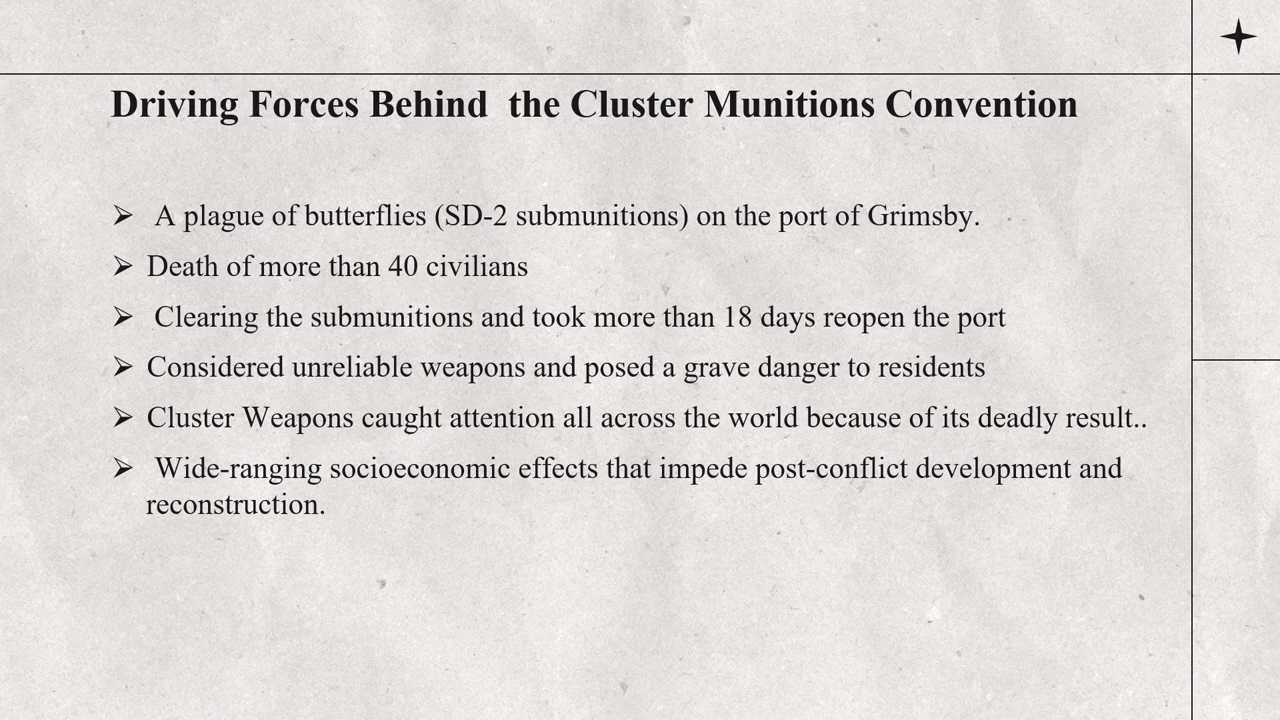 Driving Forces Behind  the Cluster Munitions Convention
➢ A plague of butterflies (SD-2 submunitions) on the port of Grimsby.
➢ Death of more than 40 civilians
➢ Clearing the submunitions and took more than 18 days reopen the port
➢ Considered unreliable weapons and posed a grave danger to residents
➢ Cluster Weapons caught attention all across the world because of its deadly result..
➢ Wide-ranging socioeconomic effects that impede post-conflict development and
reconstruction.